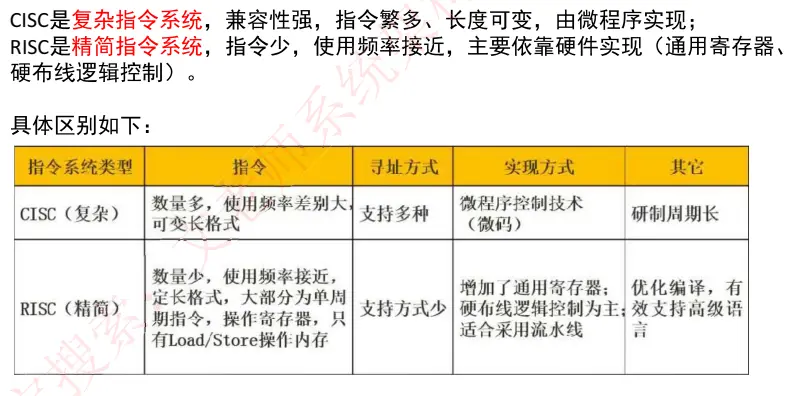 CISC是复杂指令系统，兼容性强，指令繁多、长度可变，由微程序实现；
RISC是精简指令系统，指令少，使用频率接近，主要依靠硬件实现（通用寄存器、
硬布线逻辑控制）。
具体区别如下：
指令系统类型 指令 寻址方式 实现方式 其它
CISC（复杂） 数量多，使用频率差别大，
可变长格式 支持多种 微程序控制技术
（微码） 研制周期长
RISC（精简） 数量少，使用频率接近，
定长格式，大部分为单周
期指令，操作寄存器，只
有Load/Store操作内存 支持方式少 增加了通用寄存器；
硬布线逻辑控制为主；
适合采用流水线 优化编译，有
效支持高级语
言